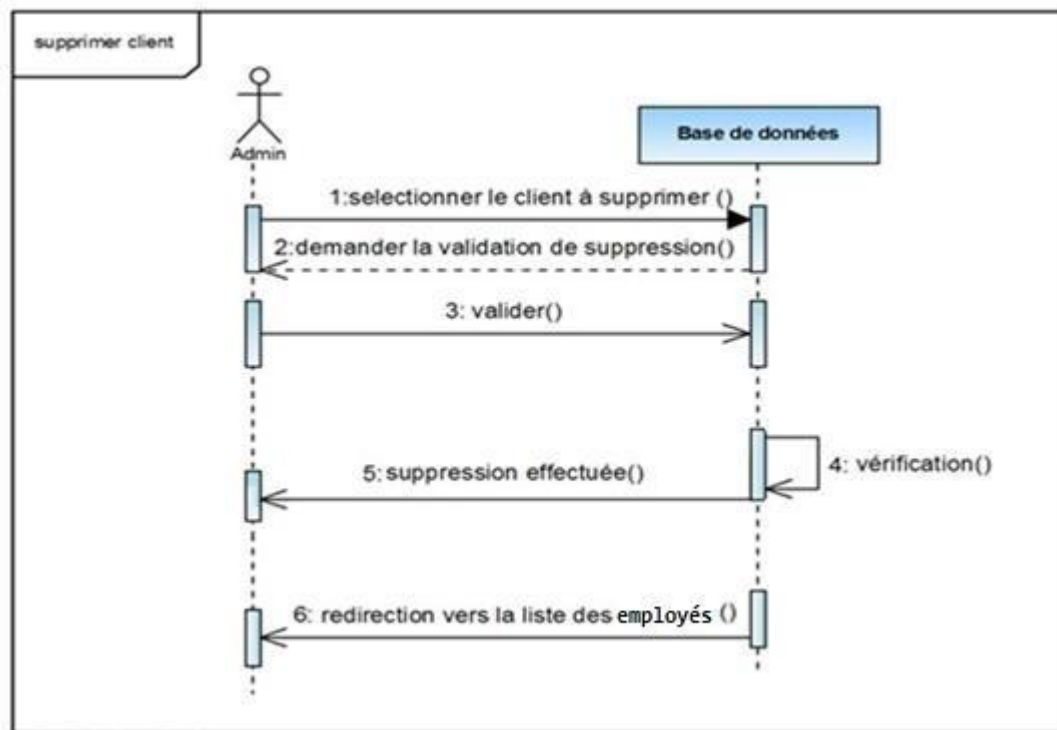 supprimer client
Admin
Base de données
1:selectionner le client à supprimer ()
2:demander la validation de suppression()
3: valider()
4: vérification()
5: suppression effectuée()
6: redirection vers la liste des employés ()